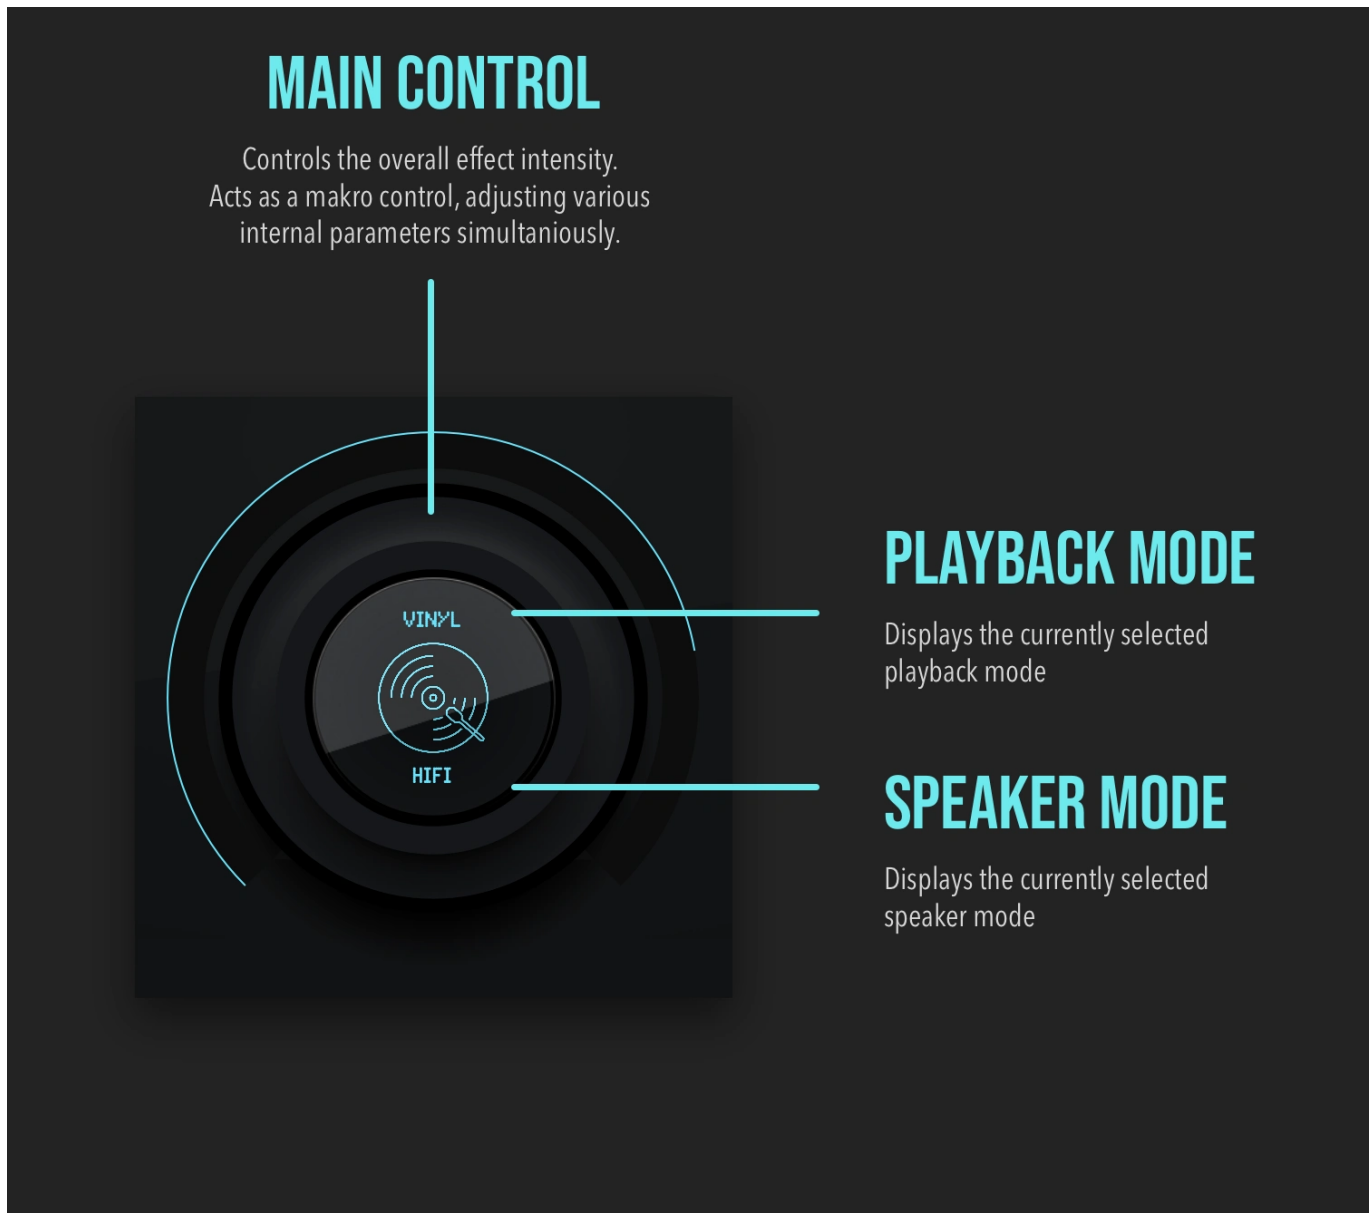 MAIN CONTROL
Controls the overall effect intensity.
Acts as a makro control, adjusting various
internal parameters simultaniously.
VINYL
HIFI
PLAYBACK MODE
Displays the currently selected
playback mode
SPEAKER MODE
Displays the currently selected
speaker mode